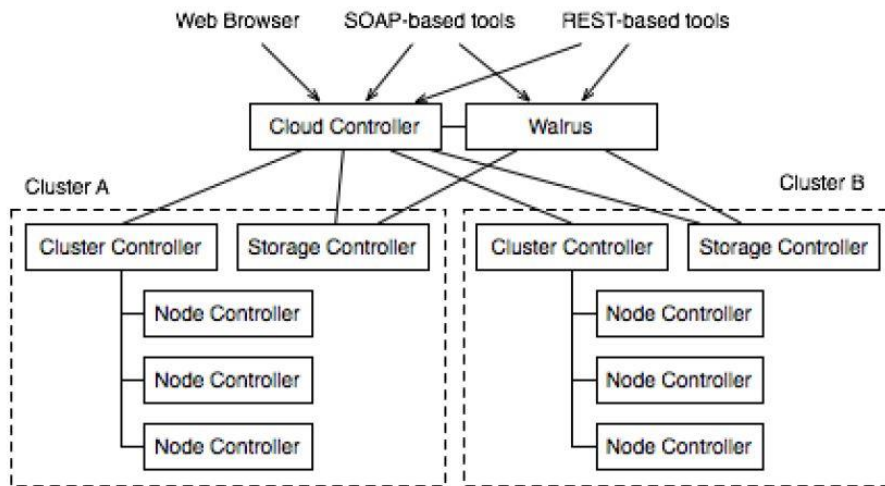 Web Browser SOAP-based tools REST-based tools
Cloud Controller Walrus
Cluster A Cluster B
Cluster Controller Storage Controller Cluster Controller Storage Controller
Node Controller Node Controller
Node Controller Node Controller
Node Controller Node Controller